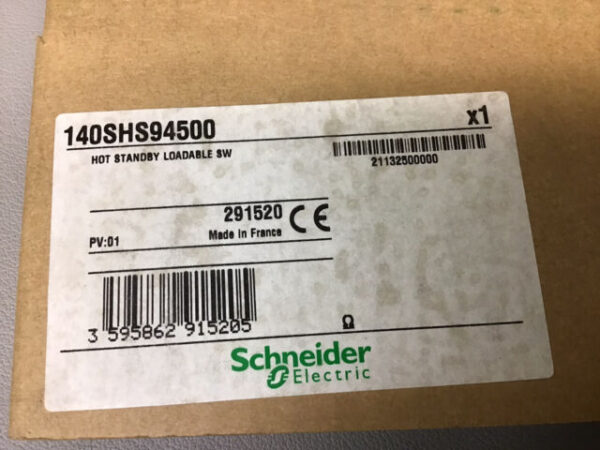 140SHS94500
x1
HOT STANDBY LOADABLE SW
21132500000
291520
CE
PV:01
Made in France
3 595862 915205
Schneider
Electric